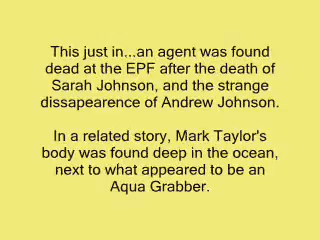 This just in...an agent was found
dead at the EPF after the death of
Sarah Johnson, and the strange
dissapearence of Andrew Johnson.
In a related story, Mark Taylor's
body was found deep in the ocean,
next to what appeared to be an
Aqua Grabber.